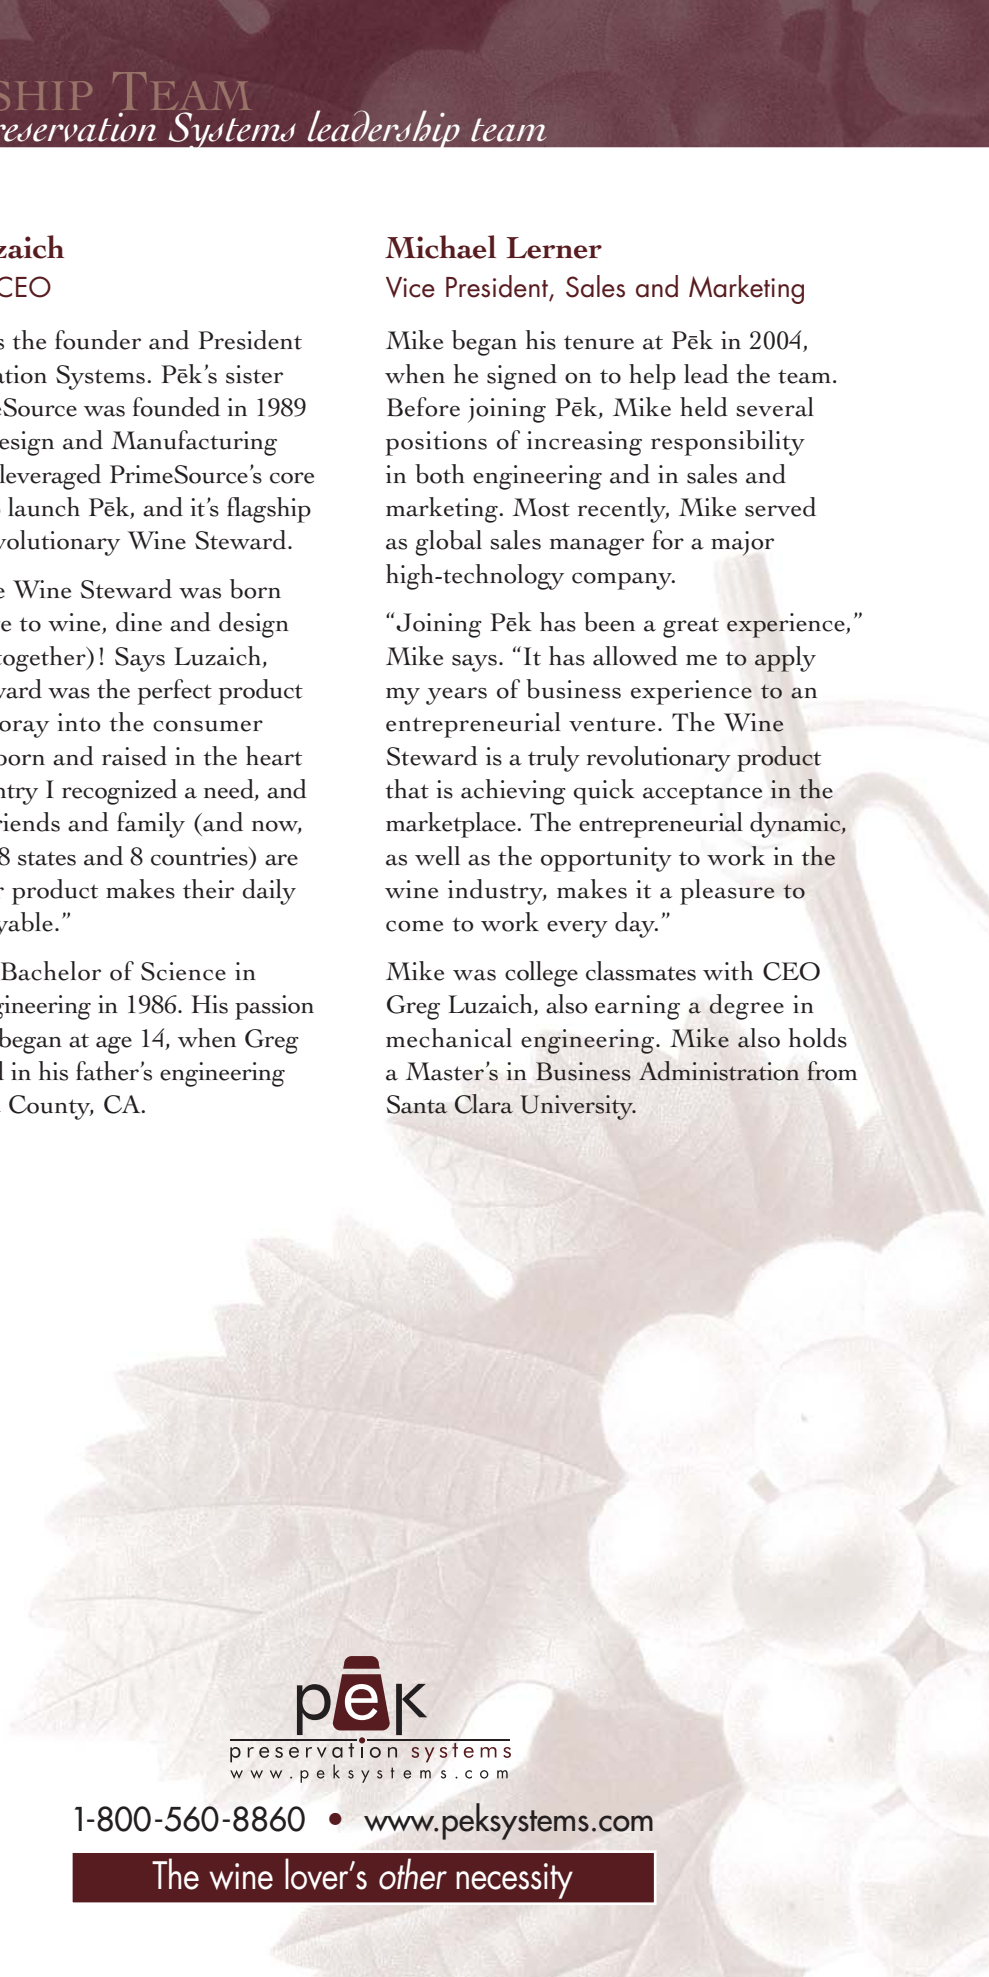 SHIP TEAM
reservation Systems leadership team
zaich
CEO
s the founder and President
ation Systems. Pēk's sister
eSource was founded in 1989
esign and Manufacturing
leveraged PrimeSource's core
launch Pēk, and it's flagship
volutionary Wine Steward.
e Wine Steward was born
e to wine, dine and design
together)! Says Luzaich,
ward was the perfect product
oray into the consumer
born and raised in the heart
ntry I recognized a need, and
riends and family (and now,
8 states and 8 countries) are
r product makes their daily
yable.”
Bachelor of Science in
gineering in 1986. His passion
began at age 14, when Greg
d in his father's engineering
County, CA.
Michael Lerner
Vice President, Sales and Marketing
Mike began his tenure at Pēk in 2004,
when he signed on to help lead the team.
Before joining Pēk, Mike held several
positions of increasing responsibility
in both engineering and in sales and
marketing. Most recently, Mike served
as global sales manager for a major
high-technology company.
“Joining Pēk has been a great experience,”
Mike says. “It has allowed me to apply
my years of business experience to an
entrepreneurial venture. The Wine
Steward is a truly revolutionary product
that is achieving quick acceptance in the
marketplace. The entrepreneurial dynamic,
as well as the opportunity to work in the
wine industry, makes it a pleasure to
come to work every day.”
Mike was college classmates with CEO
Greg Luzaich, also earning a degree in
mechanical engineering. Mike also holds
a Master's in Business Administration from
Santa Clara University.
pēk
preservation systems
www.peksystems.com
1-800-560-8860 • www.peksystems.com
The wine lover's other necessity